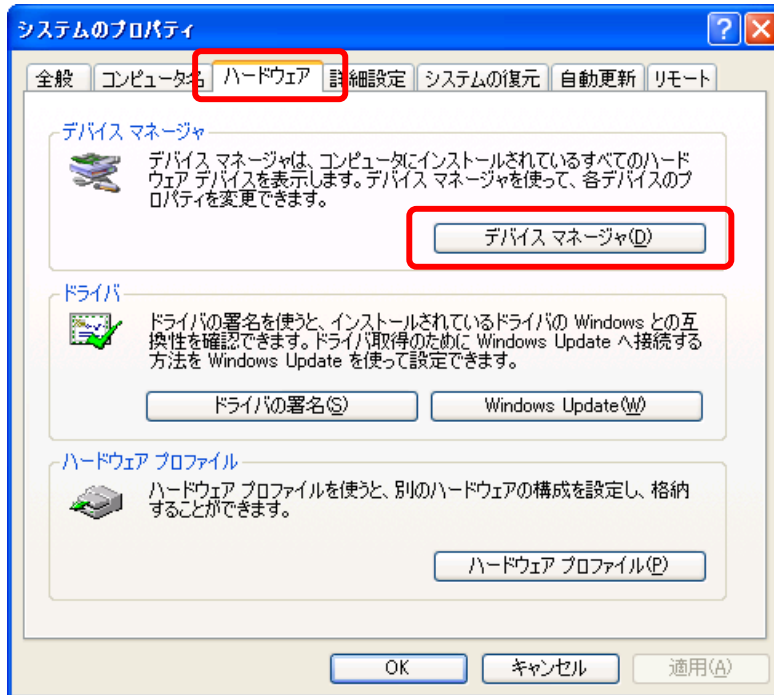 システムのプロパティ
全般 コンピュータ名 ハードウェア 詳細設定 システムの復元 自動更新 リモート
デバイス マネージャ
デバイス マネージャは、コンピュータにインストールされているすべてのハード
ウェア デバイスを表示します。デバイス マネージャを使って、各デバイスのプ
ロパティを変更できます。
デバイス マネージャ(D)
ドライバ
ドライバの署名を使うと、インストールされているドライバの Windows との互
換性を確認できます。ドライバ取得のために Windows Update へ接続する
方法を Windows Update を使って設定できます。
ドライバの署名(S) Windows Update(W)
ハードウェア プロファイル
ハードウェア プロファイルを使うと、別のハードウェアの構成を設定し、格納
することができます。
ハードウェア プロファイル(P)
OK キャンセル 適用(A)